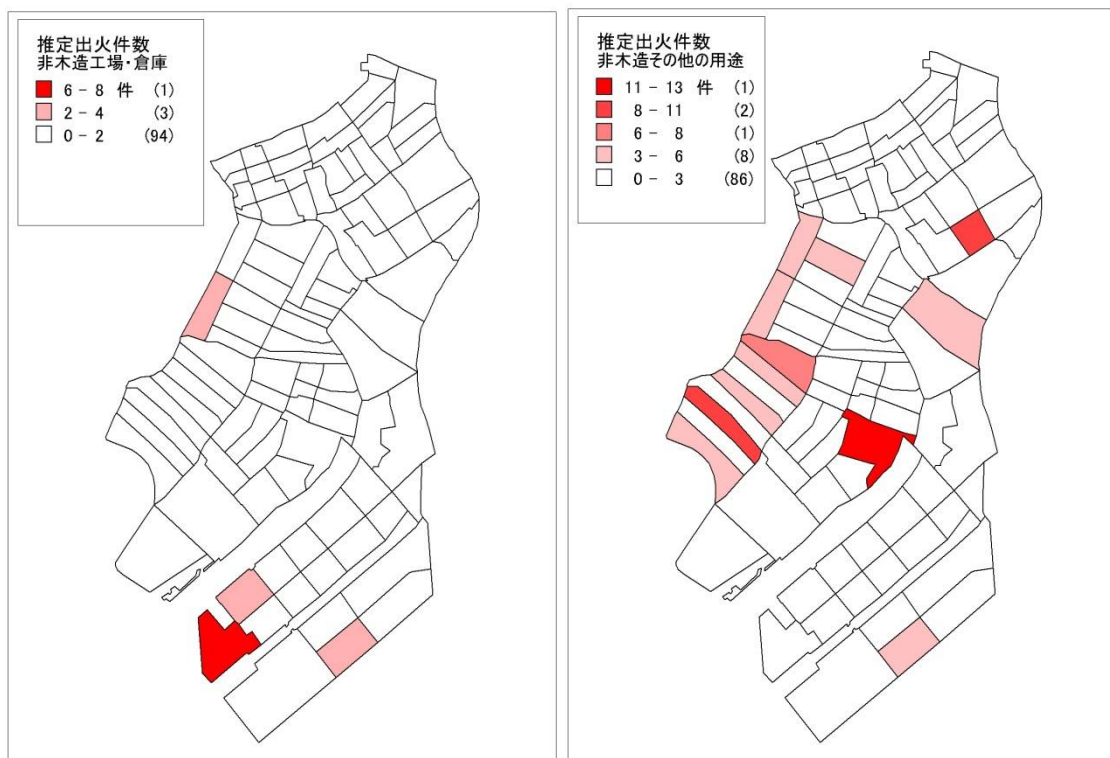 推定出火件数
非木造工場・倉庫
6 - 8 件 (1)
2 - 4 (3)
0 - 2 (94)
推定出火件数
非木造その他の用途
11 - 13 件 (1)
8 - 11 (2)
6 - 8 (1)
3 - 6 (8)
0 - 3 (86)